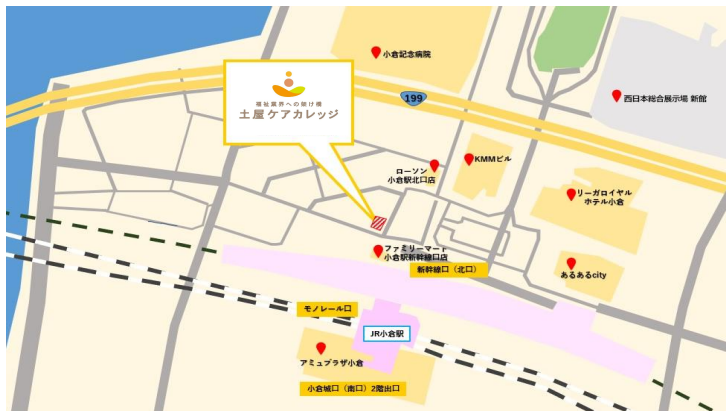 小倉記念病院
福祉業界への架け橋
土屋ケアカレッジ
199
西日本総合展示場 新館
ローソン
小倉駅北口店
KMMビル
リーガロイヤル
ホテル小倉
ファミリーマート
小倉駅新幹線口店
新幹線口（北口）
あるあるcity
モノレール口
JR小倉駅
アミュプラザ小倉
小倉城口（南口）2階出口